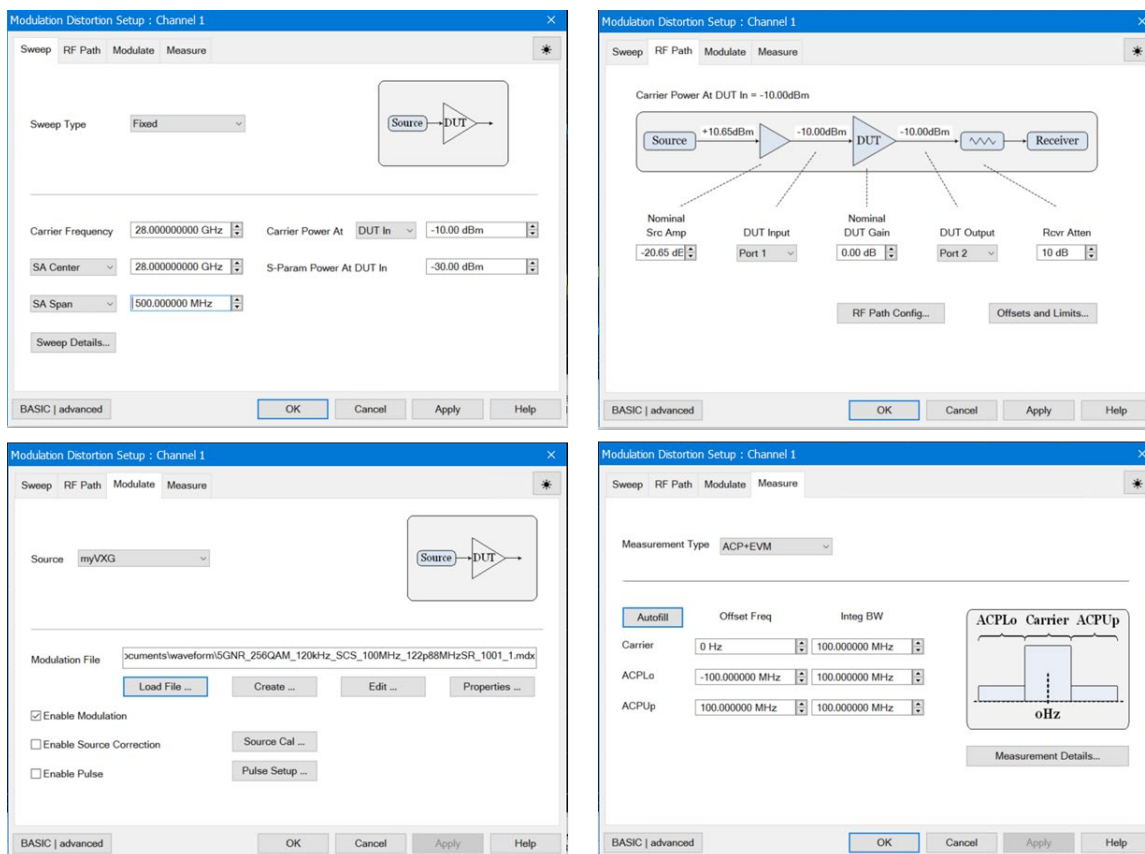 Modulation Distortion Setup : Channel 1
Sweep RF Path Modulate Measure
Sweep Type Fixed
Source DUT
Carrier Frequency 28.000000000 GHz Carrier Power At DUT In -10.00 dBm
SA Center 28.000000000 GHz S-Param Power At DUT In -30.00 dBm
SA Span 500.000000 MHz
Sweep Details...
BASIC | advanced OK Cancel Apply Help
Modulation Distortion Setup : Channel 1
Sweep RF Path Modulate Measure
Carrier Power At DUT In = -10.00dBm
Source +10.65dBm -10.00dBm DUT -10.00dBm Receiver
Nominal Nominal
Src Amp DUT Input DUT Gain DUT Output Rcvr Atten
-20.65 dE Port 1 0.00 dB Port 2 10 dB
RF Path Config... Offsets and Limits...
BASIC | advanced OK Cancel Apply Help
Modulation Distortion Setup : Channel 1
Sweep RF Path Modulate Measure
Source myVXG
Source DUT
Modulation File ocuments\waveform\5GNR_256QAM_120kHz_SCS_100MHz_122p88MHzSR_1001_1.mdx
Load File ... Create ... Edit ... Properties ...
Enable Modulation
Enable Source Correction Source Cal ...
Enable Pulse Pulse Setup ...
BASIC | advanced OK Cancel Apply Help
Modulation Distortion Setup : Channel 1
Sweep RF Path Modulate Measure
Measurement Type ACP+EVM
Autofill Offset Freq Integ BW
Carrier 0 Hz 100.000000 MHz
ACPLo -100.000000 MHz 100.000000 MHz
ACPUp 100.000000 MHz 100.000000 MHz
ACPLo Carrier ACPUp
oHz
Measurement Details...
BASIC | advanced OK Cancel Apply Help